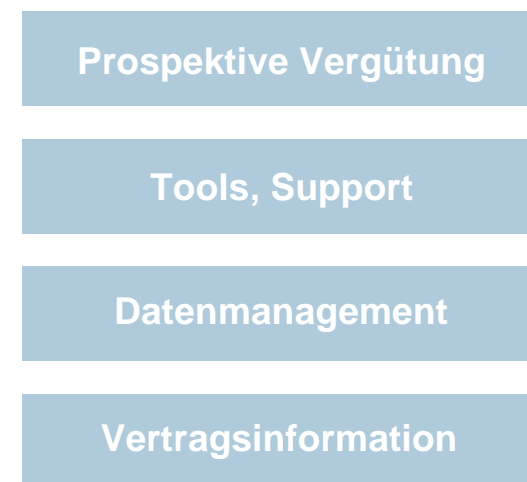 Prospektive Vergütung
Tools, Support
Datenmanagement
Vertragsinformation